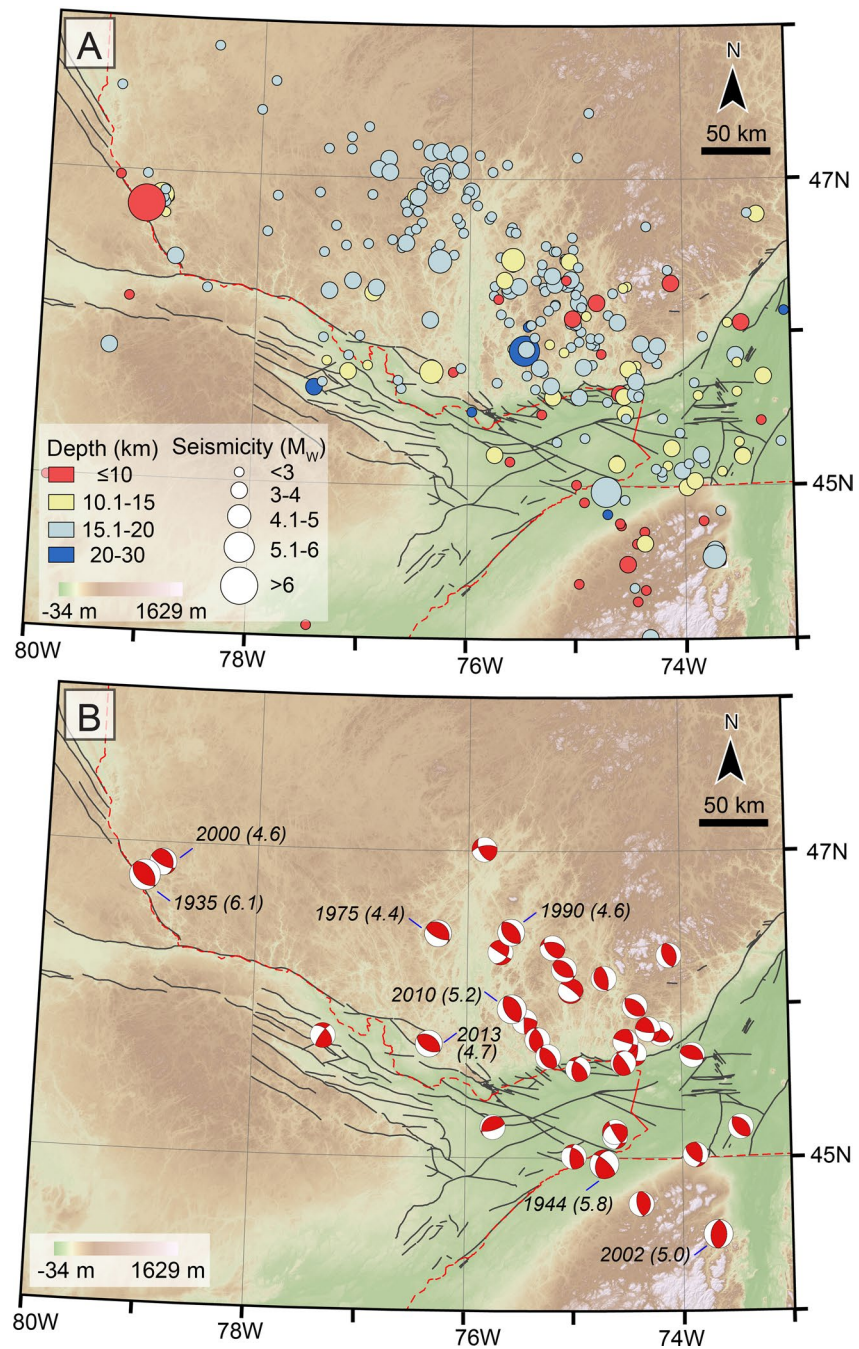 A
N
50 km
47N
Depth (km)
≤10
10.1-15
15.1-20
20-30
-34 m 1629 m
Seismicity (Mw)
<3
3-4
4.1-5
5.1-6
>6
45N
80W
78W
76W
74W
B
N
50 km
2000 (4.6)
47N
1935 (6.1)
1975 (4.4)
1990 (4.6)
2010 (5.2)
2013
(4.7)
45N
1944 (5.8)
2002 (5.0)
-34 m 1629 m
80W
78W
76W
74W